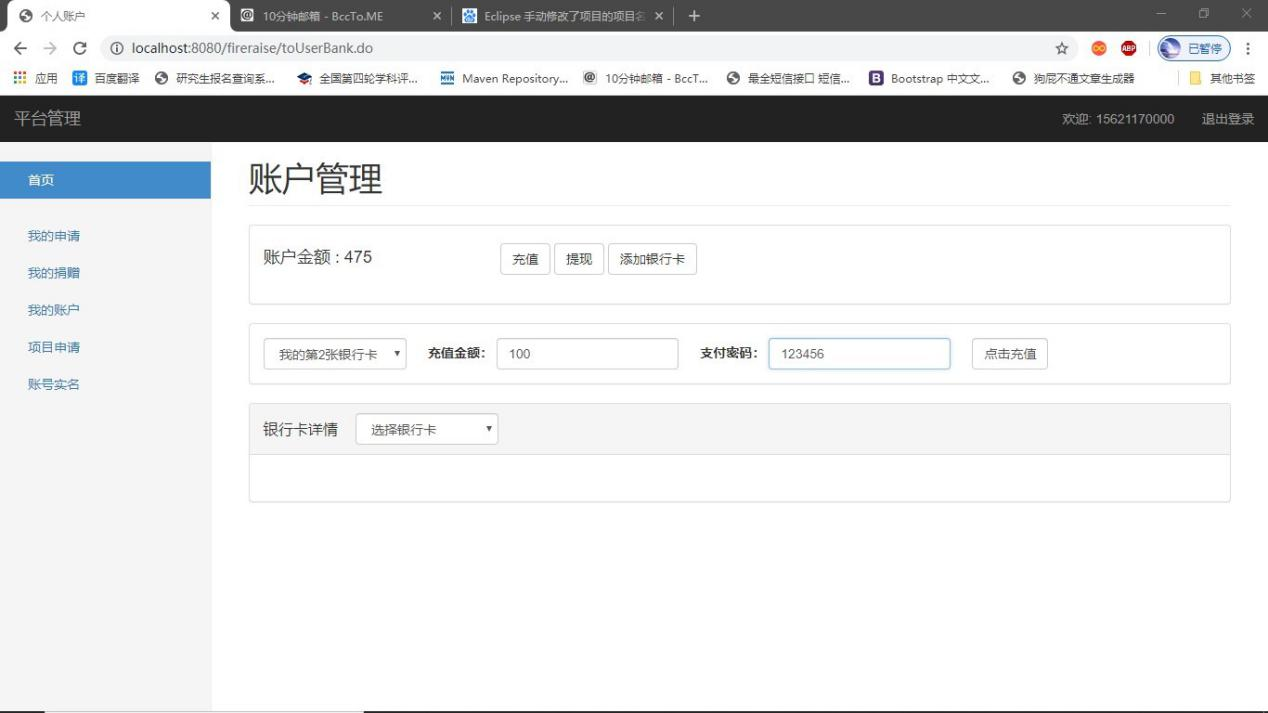 个人账户
10分钟邮箱 - BccTo.ME
Eclipse 手动修改了项目的项目名
localhost:8080/fireraise/toUserBank.do
ABP
已暂停
应用
译 百度翻译
研究生报名查询系...
全国第四轮学科评...
MVN Maven Repository...
10分钟邮箱 - BccT...
最全短信接口 短信...
B Bootstrap 中文文...
狗屁不通文章生成器
其他书签
平台管理
欢迎: 15621170000
退出登录
首页
我的申请
我的捐赠
我的账户
项目申请
账号实名
账户管理
账户金额 : 475
充值
提现
添加银行卡
我的第2张银行卡
充值金额：
100
支付密码：
123456
点击充值
银行卡详情
选择银行卡